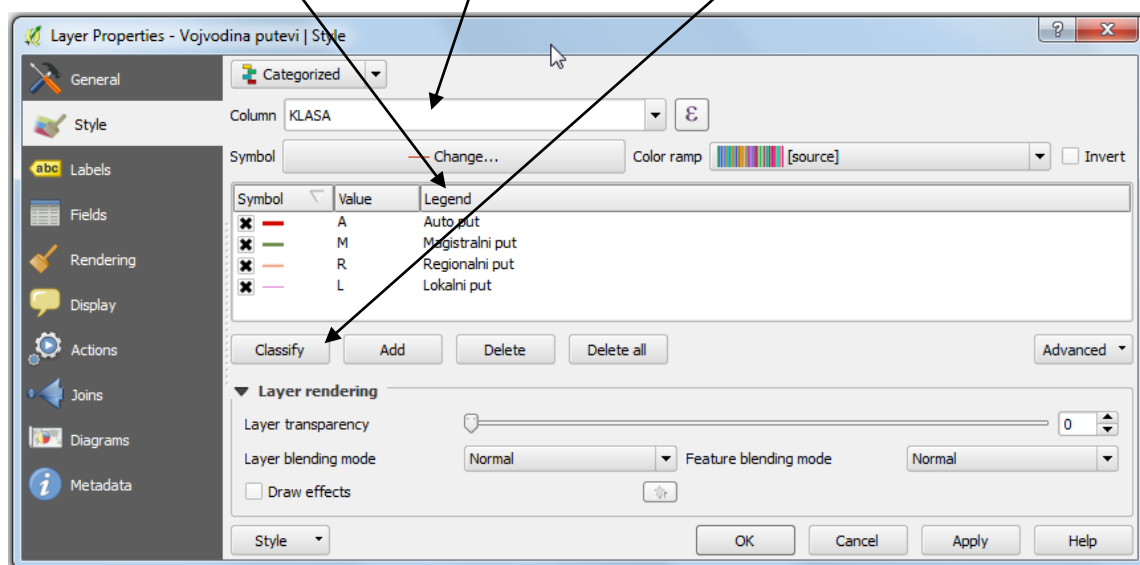 Layer Properties - Vojvodina putevi | Style
General
Style
abc Labels
Fields
Rendering
Display
Actions
Joins
Diagrams
Metadata
Categorized
Column KLASA ε
Symbol Change... Color ramp [source] Invert
Symbol Value Legend
A Auto put
M Magistralni put
R Regionalni put
L Lokalni put
Classify Add Delete Delete all Advanced
Layer rendering
Layer transparency 0
Layer blending mode Normal Feature blending mode Normal
Draw effects
Style OK Cancel Apply Help